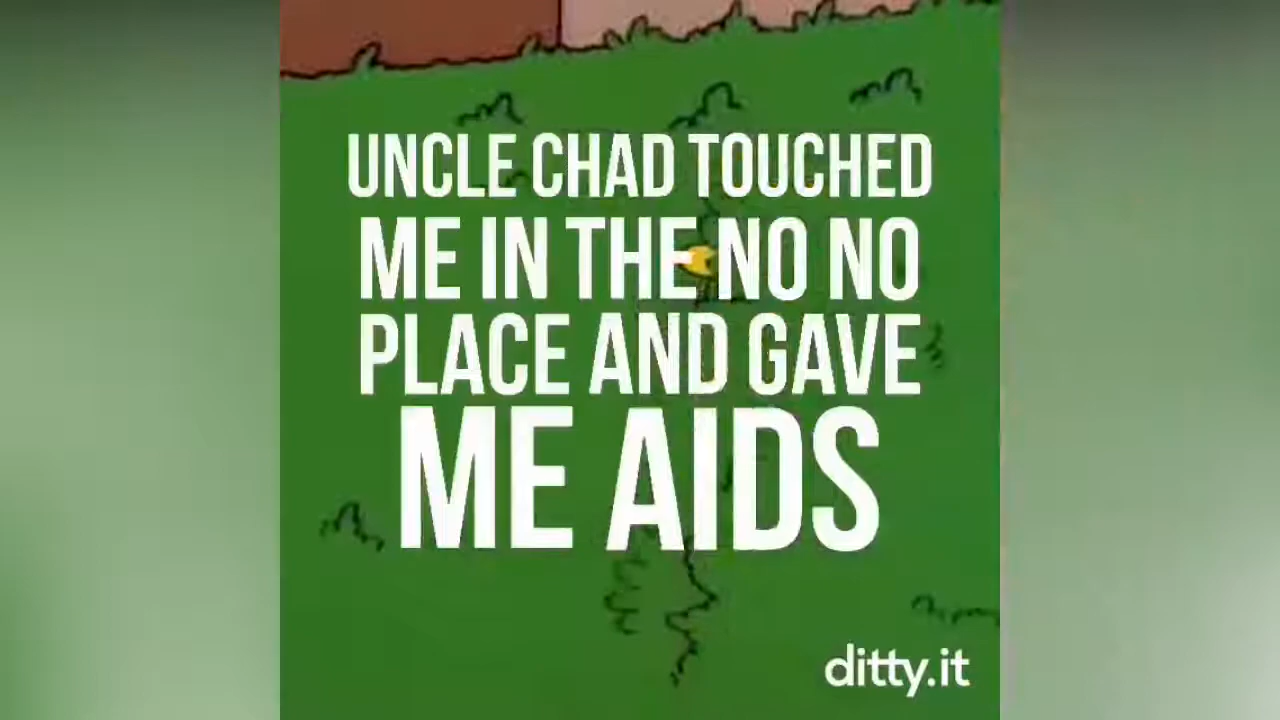 UNCLE CHAD TOUCHED
ME IN THE NO NO
PLACE AND GAVE
ME AIDS
ditty.it